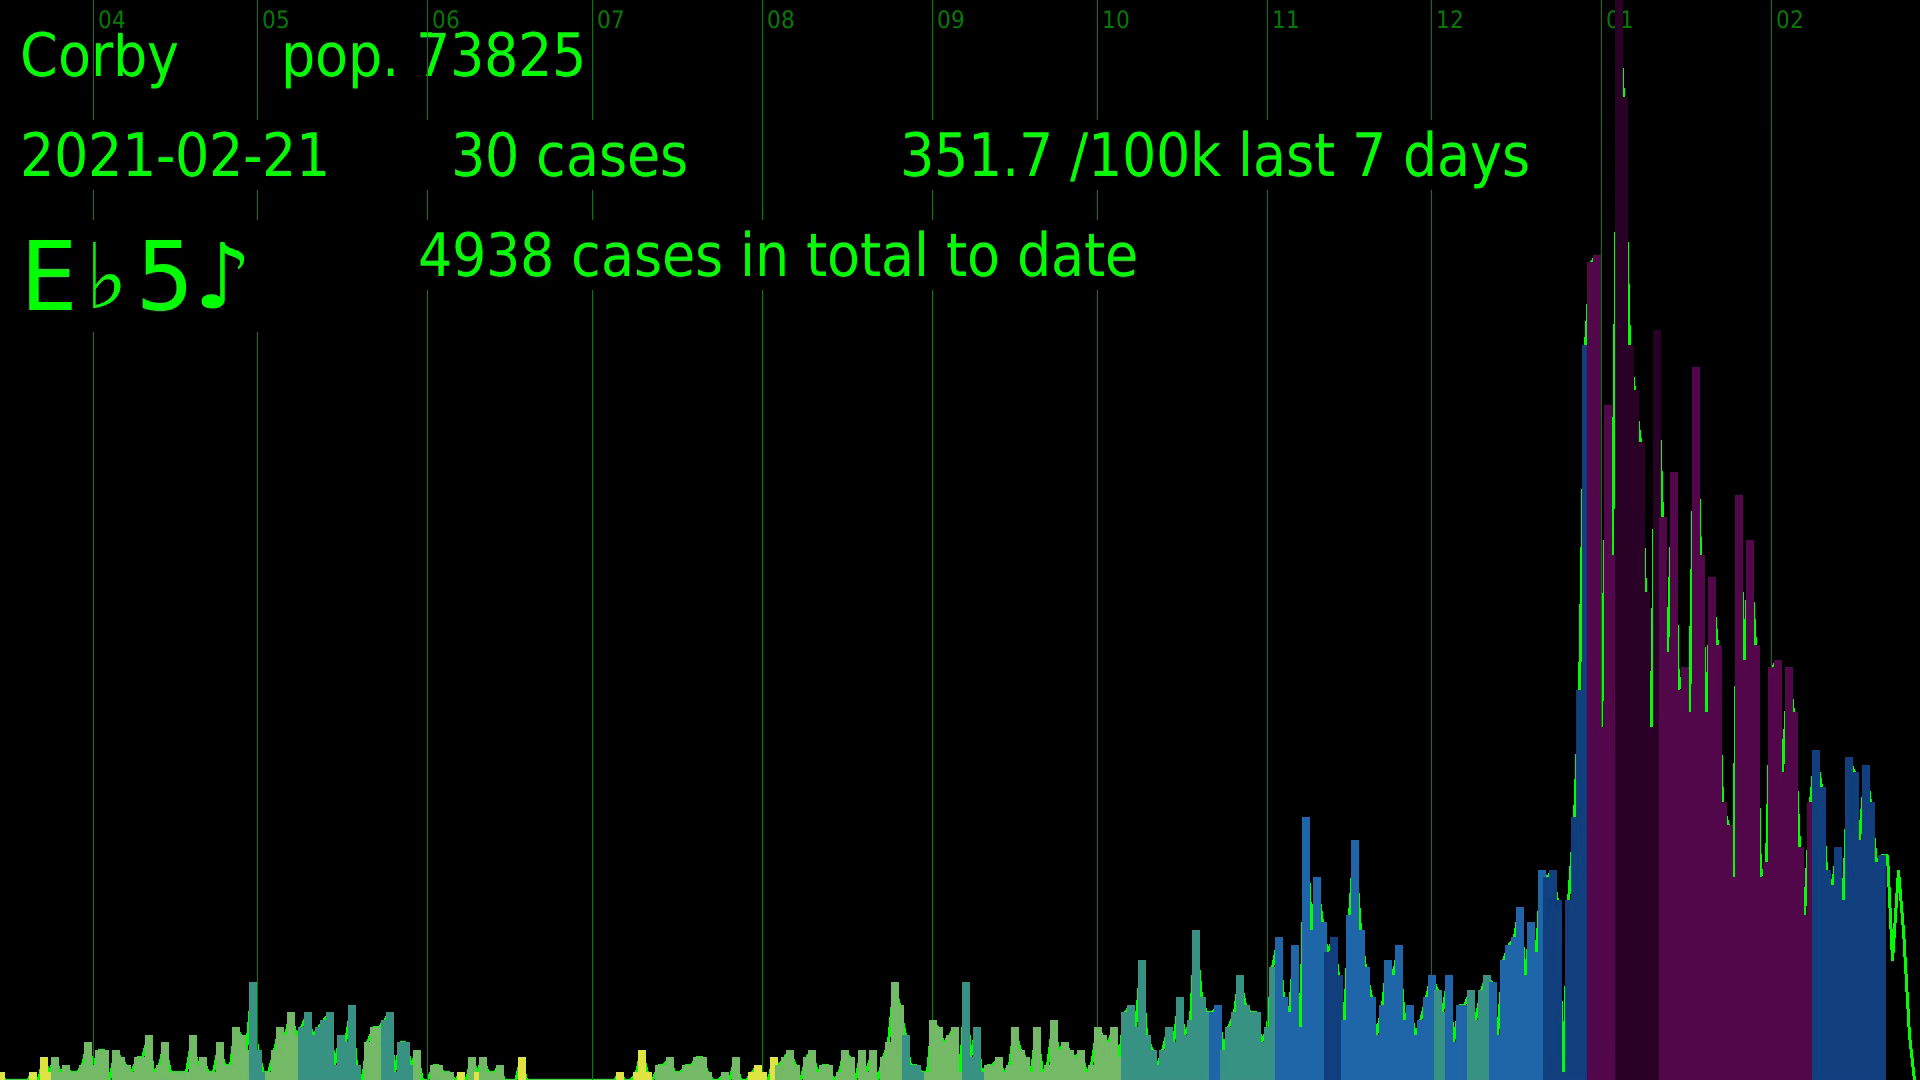 04 05 06 07 08 09 10 11 12 01 02
Corby pop. 73825
2021-02-21 30 cases 351.7 /100k last 7 days
E♭5♪ 4938 cases in total to date